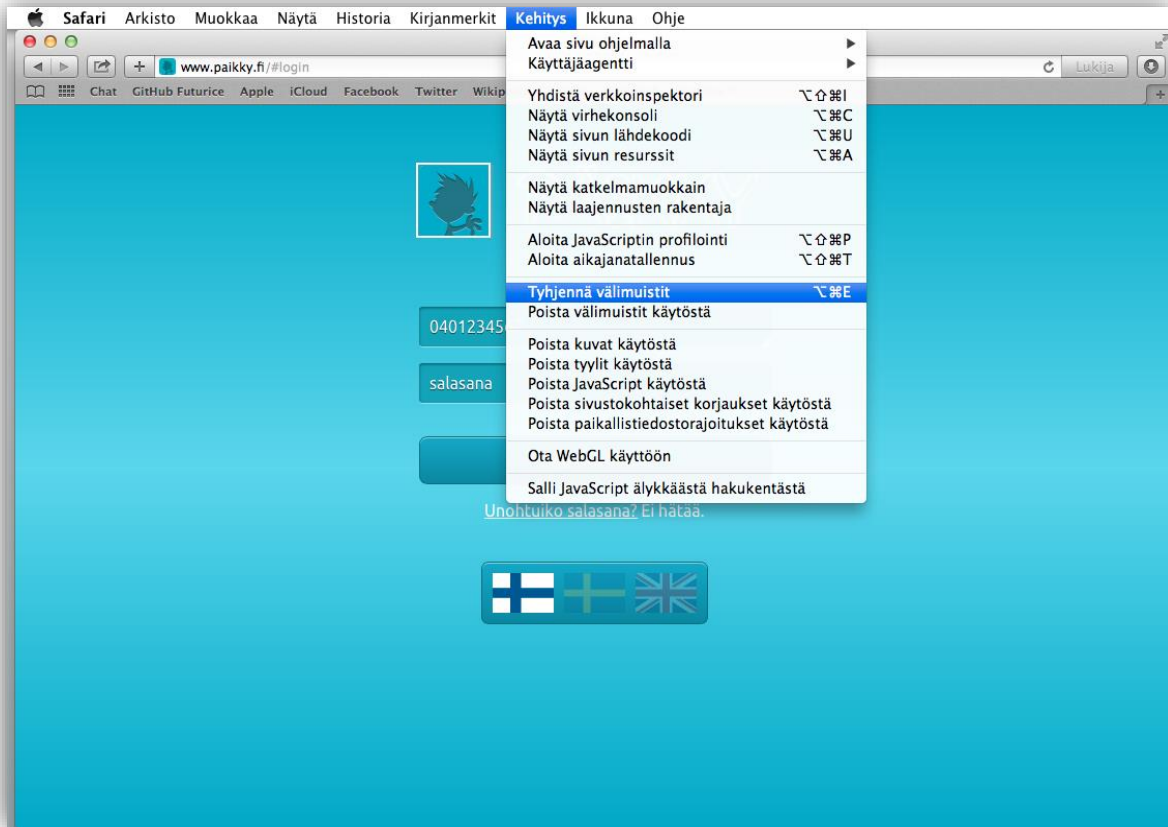 Safari Arkisto Muokkaa Näytä Historia Kirjanmerkit Kehitys Ikkuna Ohje
www.paikky.fi/#login
Lukija
Chat GitHub Futurice Apple iCloud Facebook Twitter Wikip
Avaa sivu ohjelmalla
Käyttäjäagentti
Yhdistä verkkoinspektori ⌥⇧⌘I
Näytä virhekonsoli ⌥⌘C
Näytä sivun lähdekoodi ⌥⌘U
Näytä sivun resurssit ⌥⌘A
Näytä katkelmamuokkain
Näytä laajennusten rakentaja
Aloita JavaScriptin profilointi ⌥⇧⌘P
Aloita aikajanatallennus ⌥⇧⌘T
Tyhjennä välimuistit ⌥⌘E
Poista välimuistit käytöstä
Poista kuvat käytöstä
Poista tyylit käytöstä
Poista JavaScript käytöstä
Poista sivustokohtaiset korjaukset käytöstä
Poista paikallistiedostorajoitukset käytöstä
Ota WebGL käyttöön
Salli JavaScript älykkäästä hakukentästä
04012345
salasana
Unohtuiko salasana? Ei hätää.